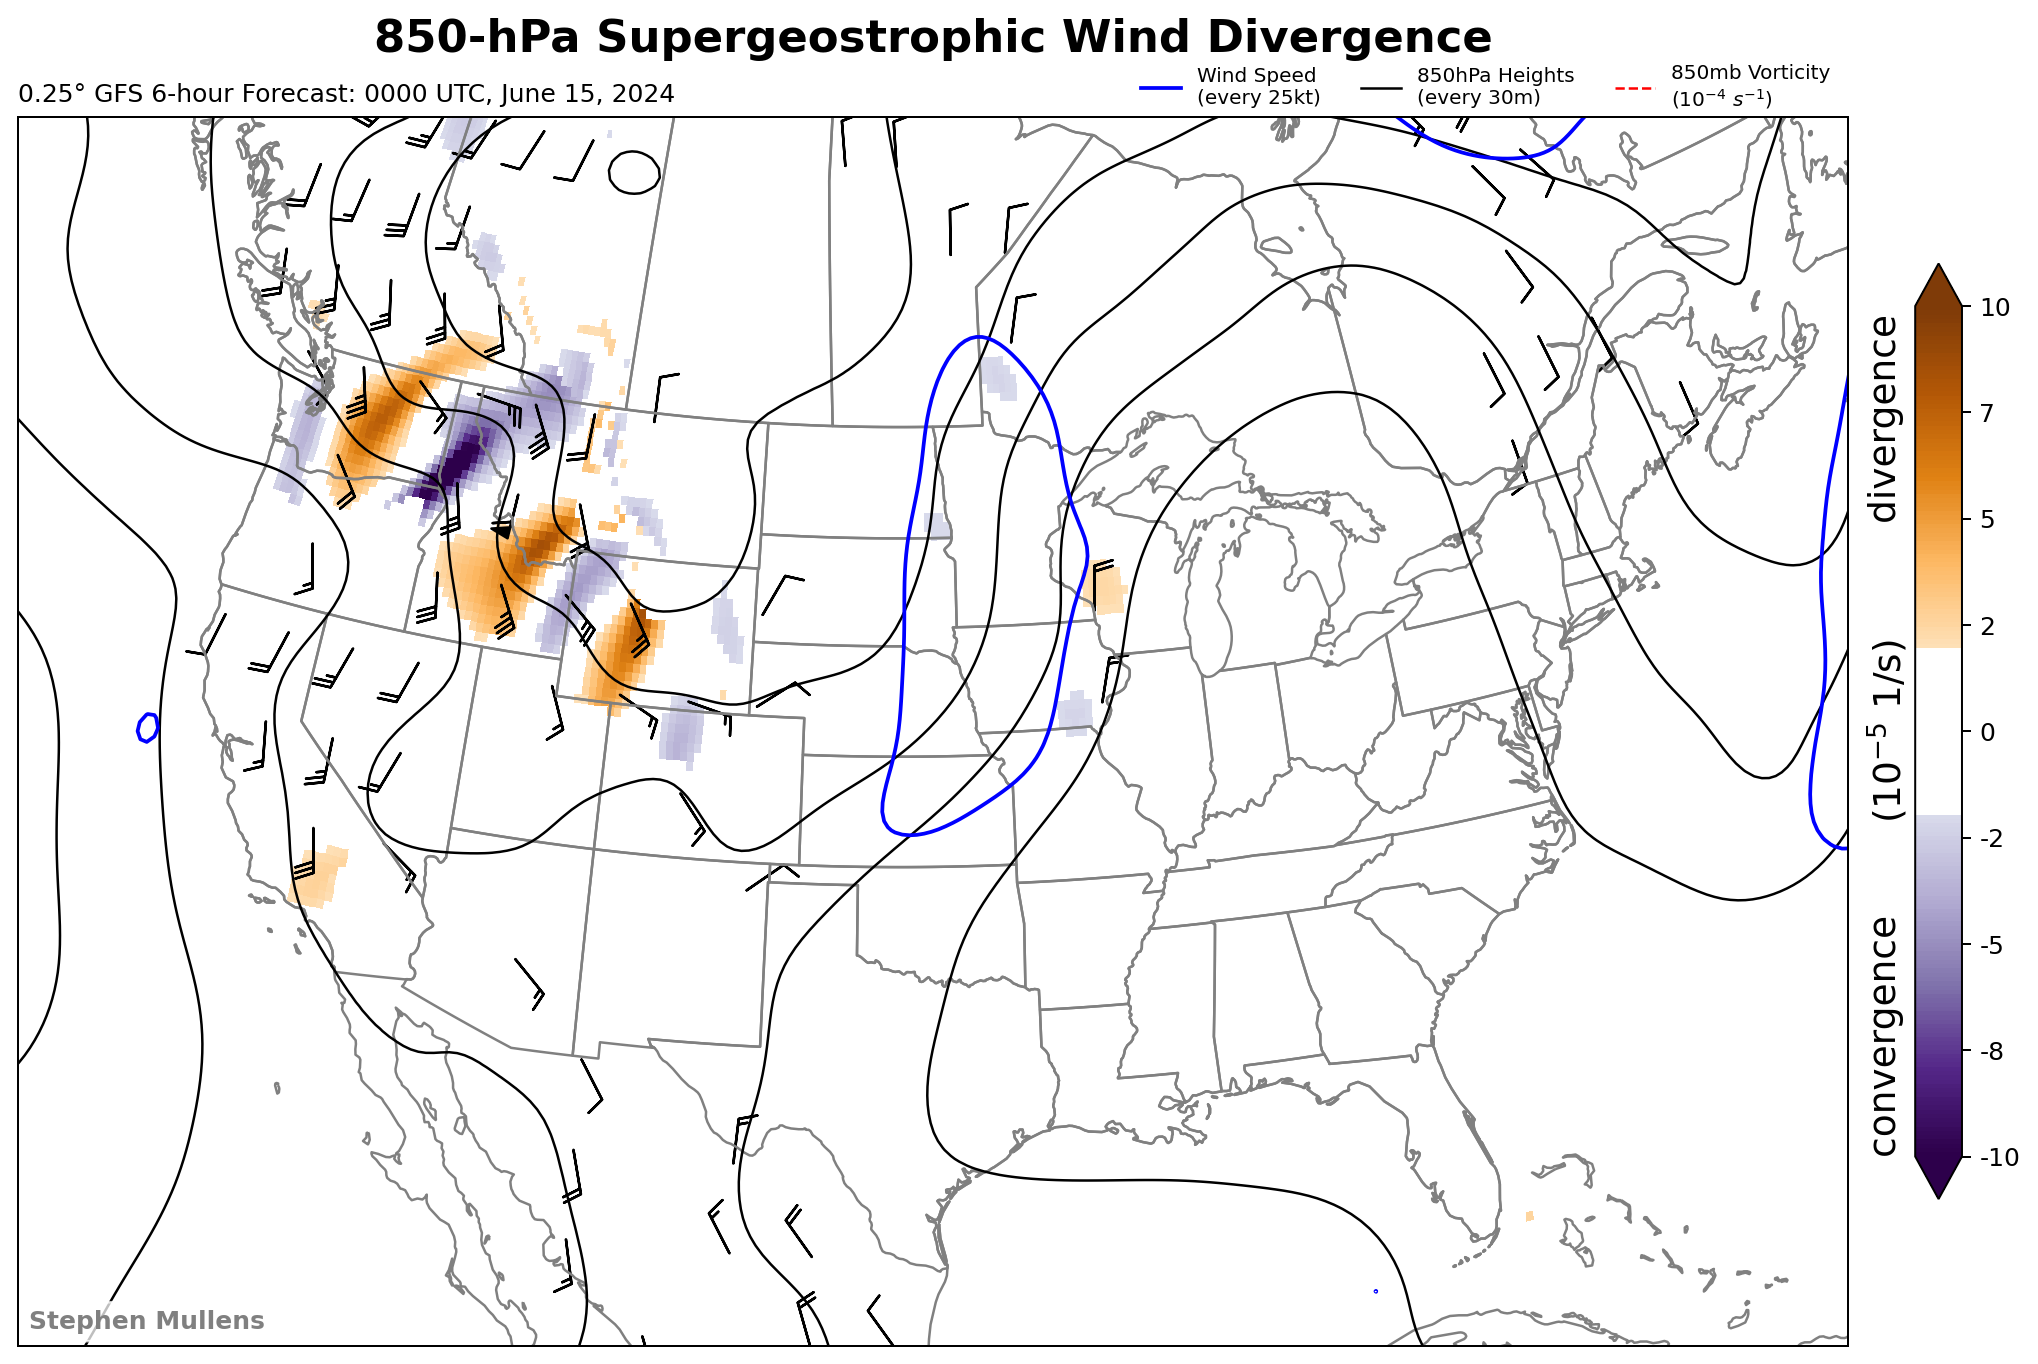 850-hPa Supergeostrophic Wind Divergence
0.25° GFS 6-hour Forecast: 0000 UTC, June 15, 2024
Wind Speed
(every 25kt)
850hPa Heights
(every 30m)
850mb Vorticity
(10⁻⁴ s⁻¹)
10
7
5
2
0
-2
-5
-8
-10
convergence (10⁻⁵ 1/s) divergence
Stephen Mullens